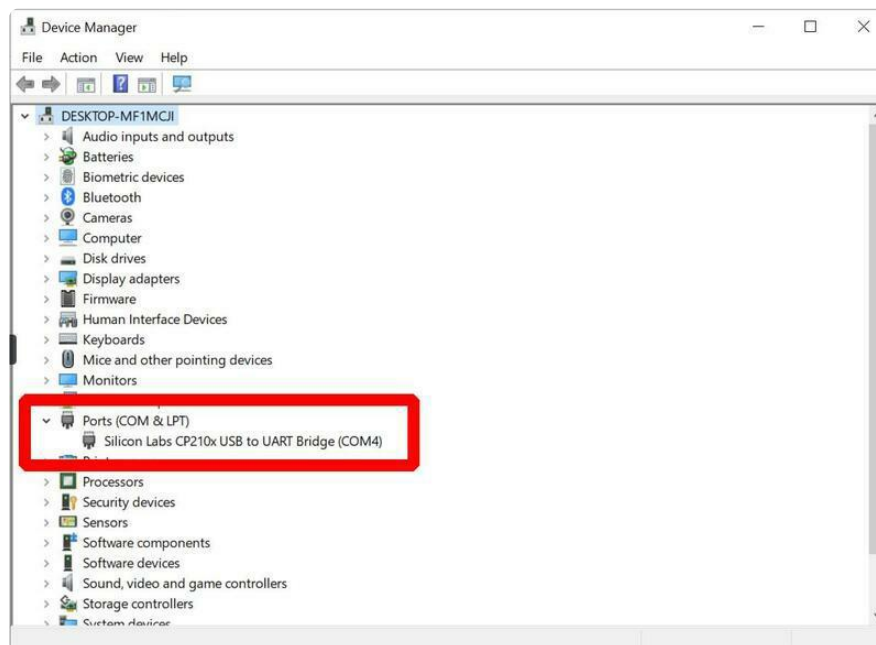 Device Manager
File Action View Help
DESKTOP-MF1MCJI
Audio inputs and outputs
Batteries
Biometric devices
Bluetooth
Cameras
Computer
Disk drives
Display adapters
Firmware
Human Interface Devices
Keyboards
Mice and other pointing devices
Monitors
Ports (COM & LPT)
Silicon Labs CP210x USB to UART Bridge (COM4)
Processors
Security devices
Sensors
Software components
Software devices
Sound, video and game controllers
Storage controllers
System devices